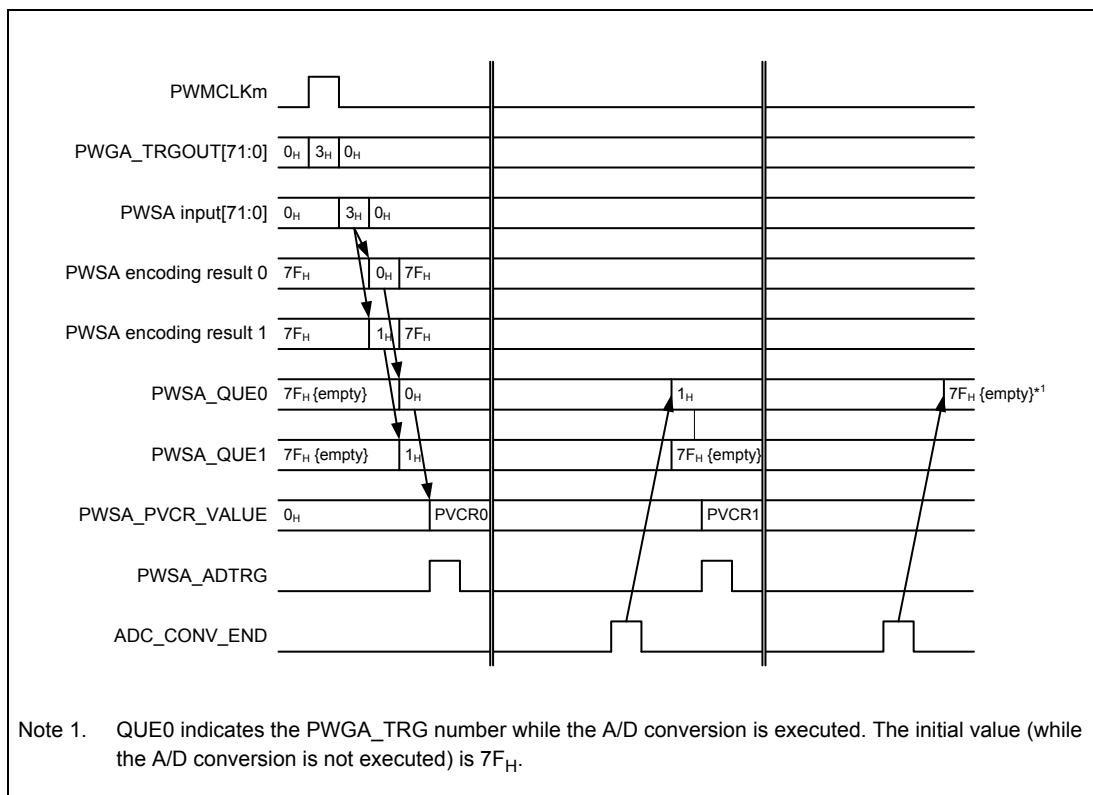 PWMCLKm
PWGA_TRGOUT[71:0] 0H 3H 0H
PWSA input[71:0] 0H 3H 0H
PWSA encoding result 0 7FH 0H 7FH
PWSA encoding result 1 7FH 1H 7FH
PWSA_QUE0 7FH {empty} 0H 1H 7FH {empty}*1
PWSA_QUE1 7FH {empty} 1H 7FH {empty}
PWSA_PVCR_VALUE 0H PVCR0 PVCR1
PWSA_ADTRG
ADC_CONV_END
Note 1. QUE0 indicates the PWGA_TRG number while the A/D conversion is executed. The initial value (while
the A/D conversion is not executed) is 7FH.